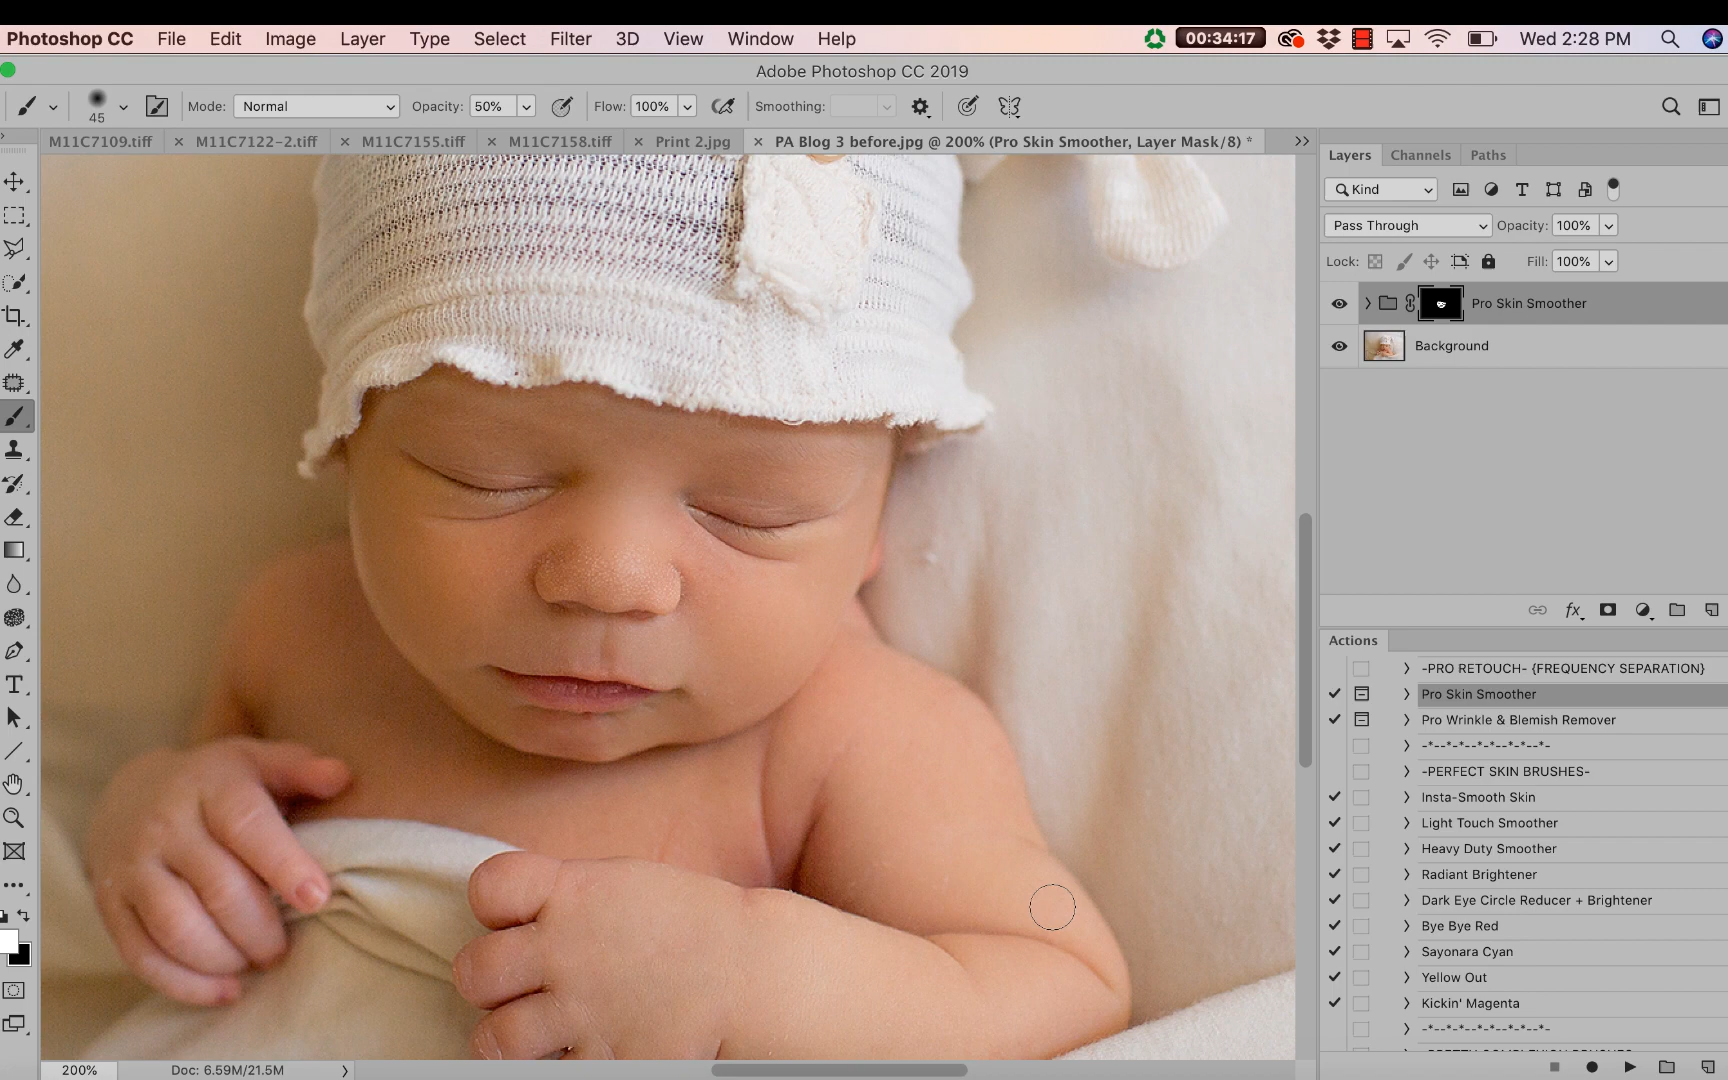 Photoshop CC File Edit Image Layer Type Select Filter 3D View Window Help 00:34:17 Wed 2:28 PM
Adobe Photoshop CC 2019
45 Mode: Normal Opacity: 50% Flow: 100% Smoothing:
M11C7109.tiff M11C7122-2.tiff M11C7155.tiff M11C7158.tiff Print 2.jpg PA Blog 3 before.jpg @ 200% (Pro Skin Smoother, Layer Mask/8) *
Layers Channels Paths
Kind
Pass Through Opacity: 100%
Lock: Fill: 100%
Pro Skin Smoother
Background
fx
Actions
-PRO RETOUCH- {FREQUENCY SEPARATION}
Pro Skin Smoother
Pro Wrinkle & Blemish Remover
-*--*-*--*-*--*-*--*-
-PERFECT SKIN BRUSHES-
Insta-Smooth Skin
Light Touch Smoother
Heavy Duty Smoother
Radiant Brightener
Dark Eye Circle Reducer + Brightener
Bye Bye Red
Sayonara Cyan
Yellow Out
Kickin' Magenta
-*--*-*--*-*--*-*--*-
200% Doc: 6.59M/21.5M